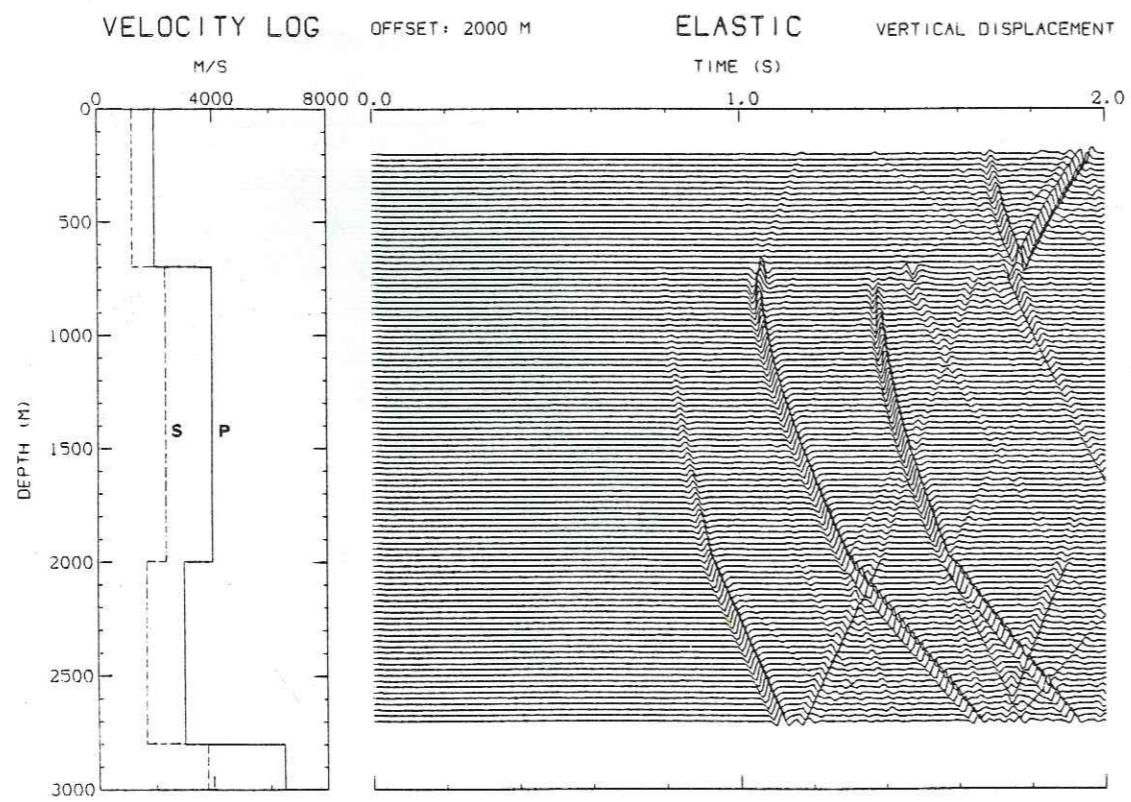 VELOCITY LOG OFFSET: 2000 M ELASTIC VERTICAL DISPLACEMENT
M/S TIME (S)
0 4000 8000 0.0 1.0 2.0
0
500
1000
S P
1500
2000
2500
3000
DEPTH (M)